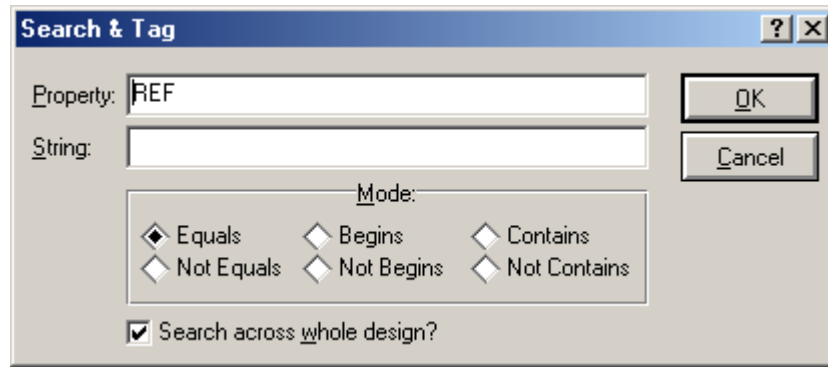 Search & Tag
Property: REF
OK
String:
Cancel
Mode:
Equals Begins Contains
Not Equals Not Begins Not Contains
Search across whole design?